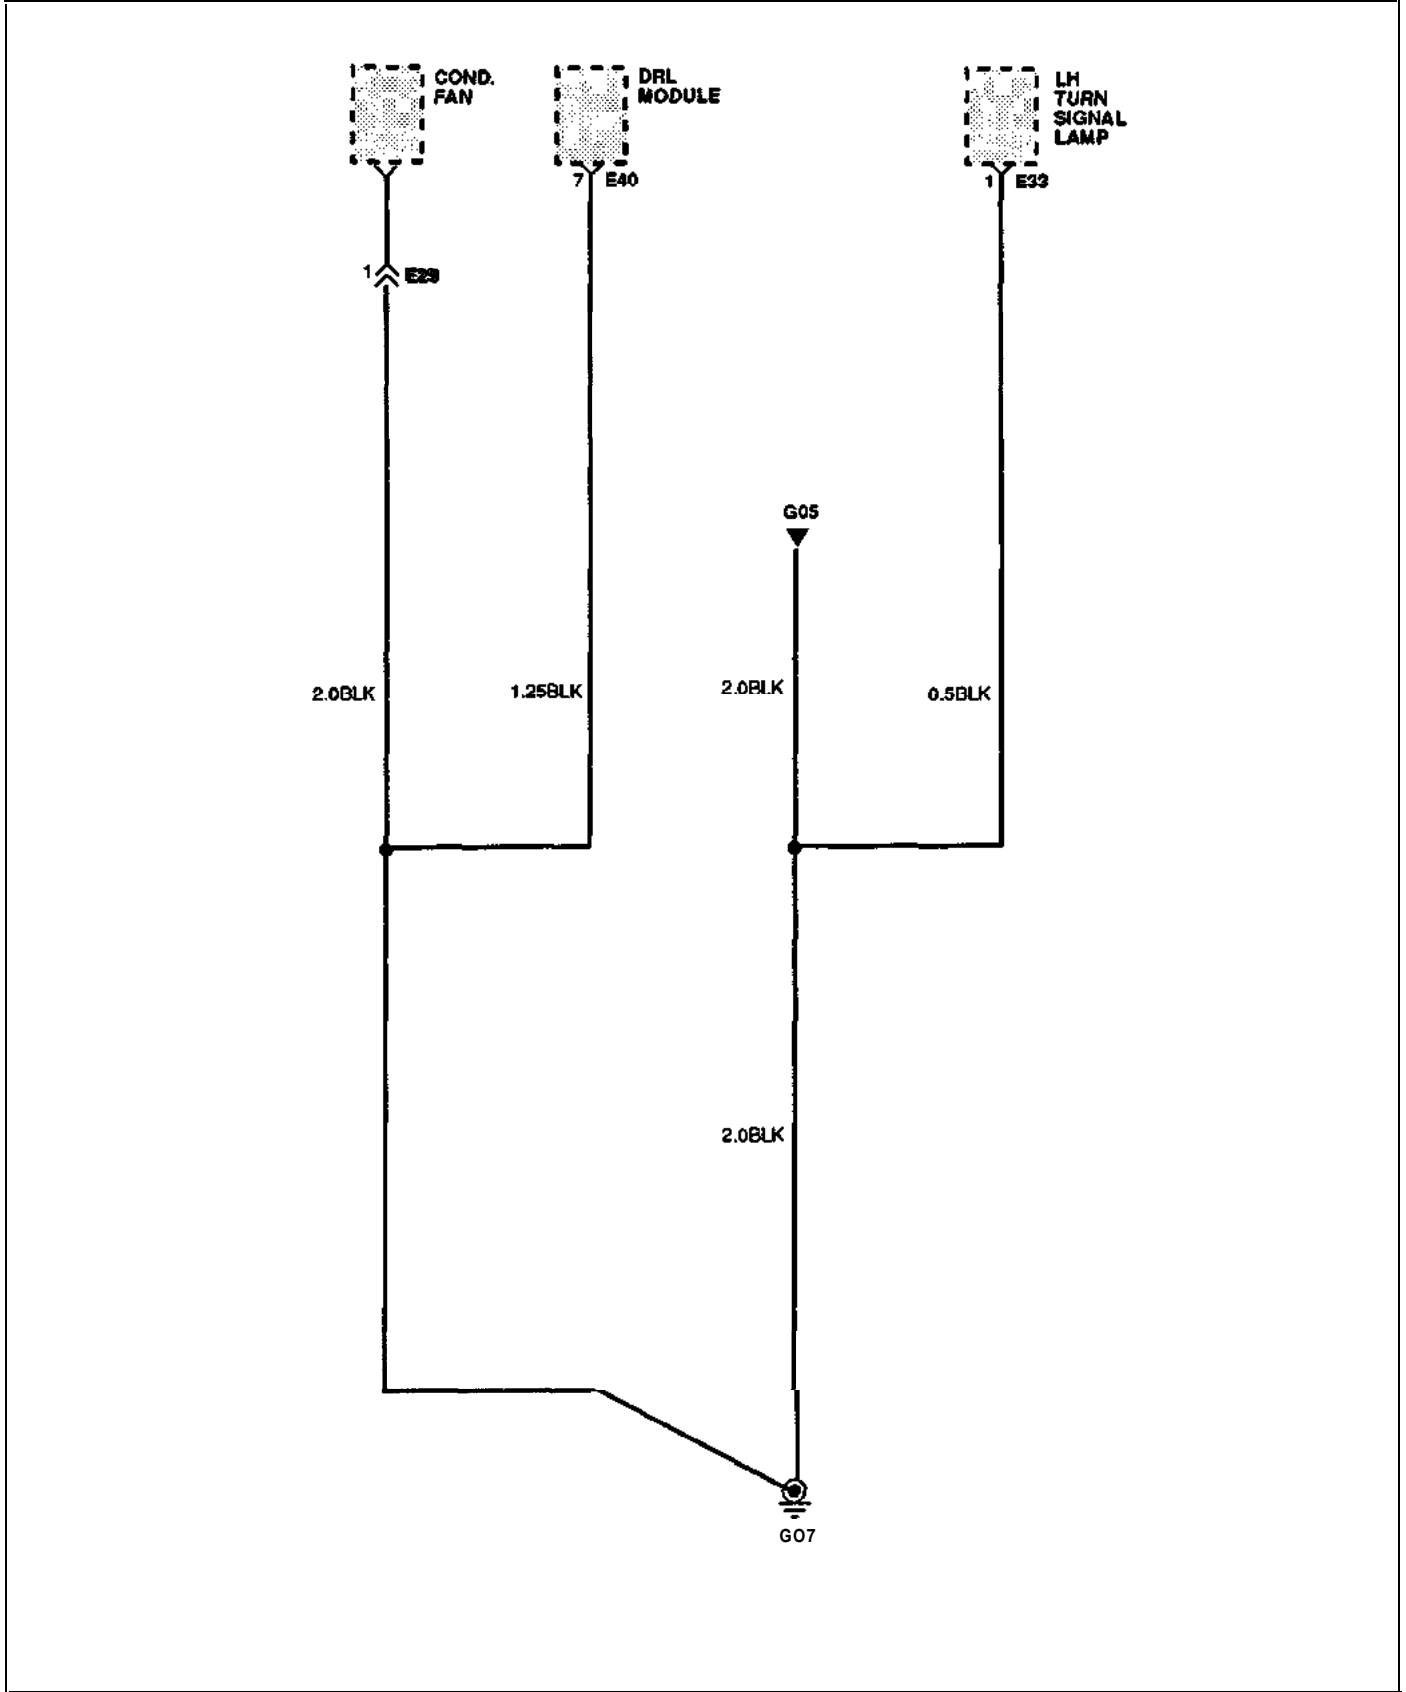 COND.
FAN
DRL
MODULE
LH
TURN
SIGNAL
LAMP
7 E40
1 E33
1 E29
G05
2.0BLK
1.25BLK
2.0BLK
0.5BLK
2.0BLK
GO7